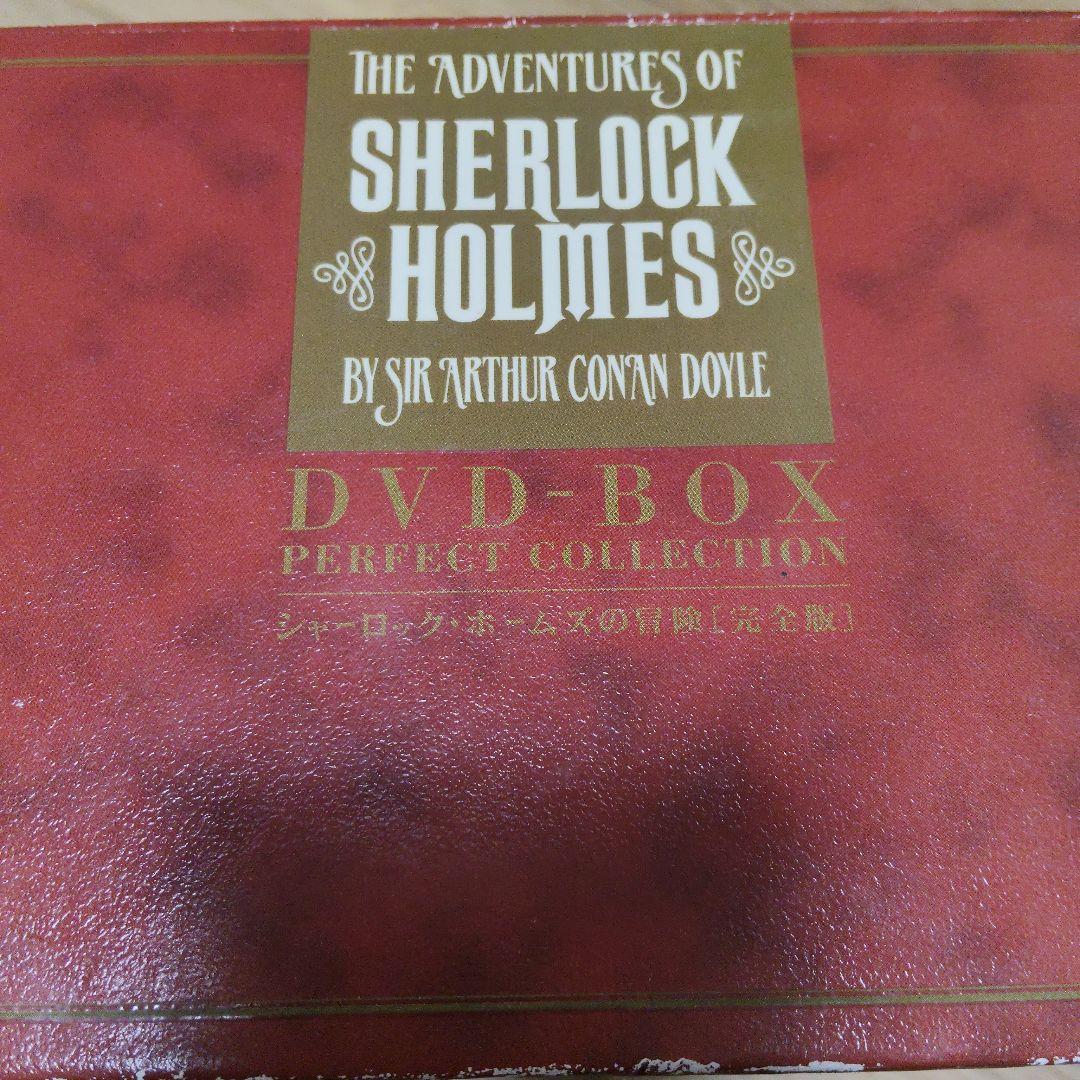 THE ADVENTURES OF
SHERLOCK
HOLMES
BY SIR ARTHUR CONAN DOYLE
DVD-BOX
PERFECT COLLECTION
シャーロック・ホームズの冒険[完全版]